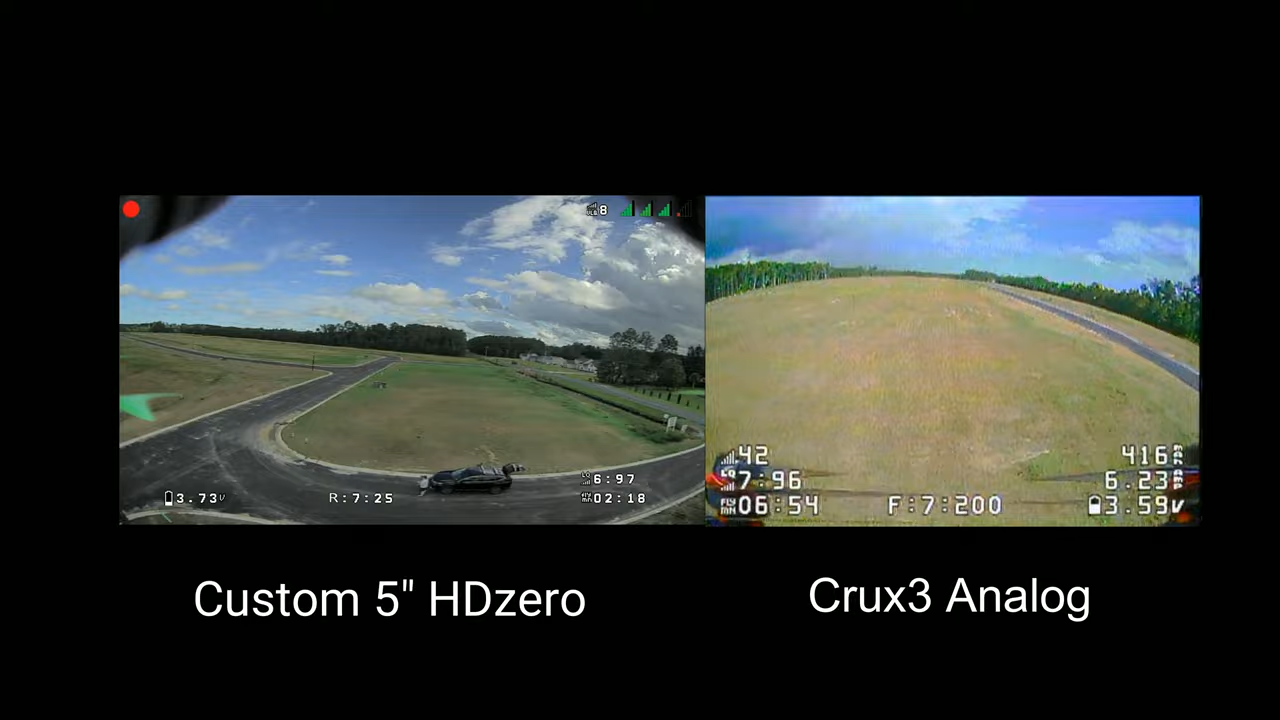 8
3.73V
R:7:25
6:97
02:18
42
7:96
06:54
F:7:200
416
6.23
3.59V
Custom 5" HDzero
Crux3 Analog